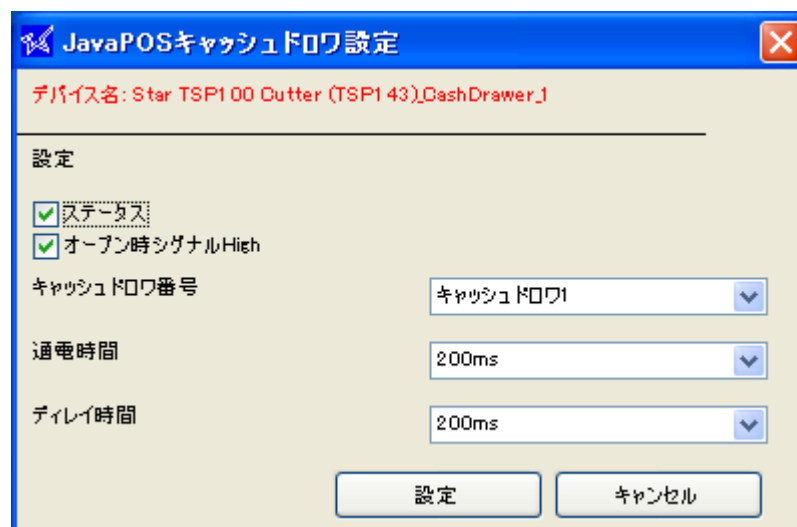 JavaPOSキャッシュドロワ設定
デバイス名: Star TSP100 Cutter (TSP143)_CashDrawer_1
設定
ステータス
オープン時シグナルHigh
キャッシュドロワ番号 キャッシュドロワ1
通電時間 200ms
ディレイ時間 200ms
設定 キャンセル